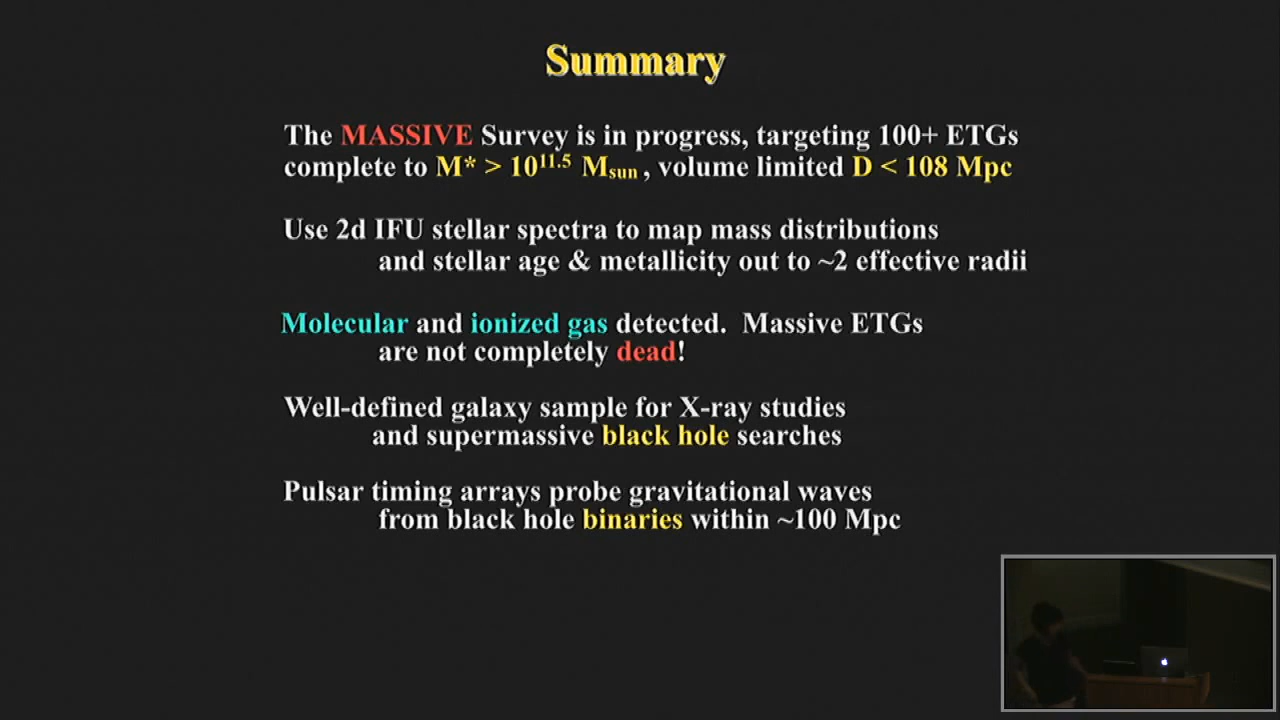 Summary
The MASSIVE Survey is in progress, targeting 100+ ETGs
complete to M* > 10^11.5 Msun , volume limited D < 108 Mpc
Use 2d IFU stellar spectra to map mass distributions
and stellar age & metallicity out to ~2 effective radii
Molecular and ionized gas detected. Massive ETGs
are not completely dead!
Well-defined galaxy sample for X-ray studies
and supermassive black hole searches
Pulsar timing arrays probe gravitational waves
from black hole binaries within ~100 Mpc